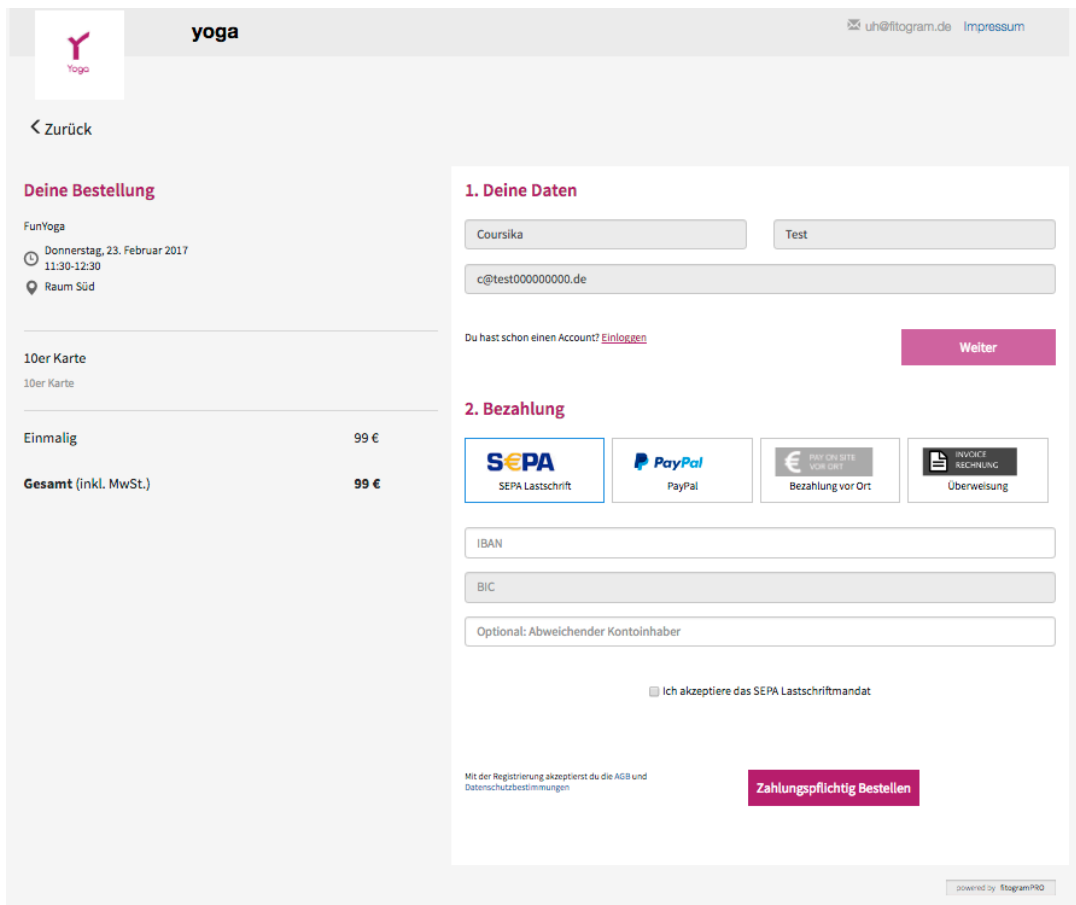 Yoga
yoga
uh@fitogram.de Impressum
Zurück
Deine Bestellung
FunYoga
Donnerstag, 23. Februar 2017
11:30-12:30
Raum Süd
10er Karte
10er Karte
Einmalig 99 €
Gesamt (inkl. MwSt.) 99 €
1. Deine Daten
Coursika Test
c@test000000000.de
Du hast schon einen Account? Einloggen
Weiter
2. Bezahlung
SEPA
SEPA Lastschrift
PayPal
PayPal
€ PAY ON SITE
VOR ORT
Bezahlung vor Ort
INVOICE
RECHNUNG
Überweisung
IBAN
BIC
Optional: Abweichender Kontoinhaber
Ich akzeptiere das SEPA Lastschriftmandat
Mit der Registrierung akzeptierst du die AGB und
Datenschutzbestimmungen
Zahlungspflichtig Bestellen
powered by fitogramPRO